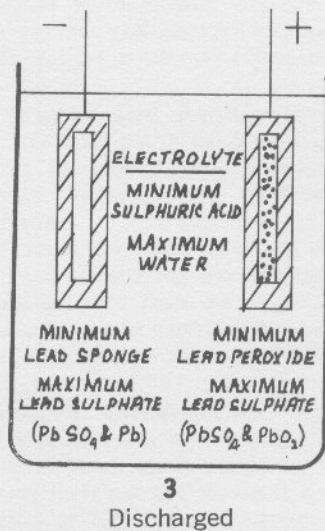 − +
ELECTROLYTE
MINIMUM
SULPHURIC ACID
MAXIMUM
WATER
MINIMUM
LEAD SPONGE
MAXIMUM
LEAD SULPHATE
(PbSO4 & Pb)
MINIMUM
LEAD PEROXIDE
MAXIMUM
LEAD SULPHATE
(PbSO4 & PbO2)
3
Discharged